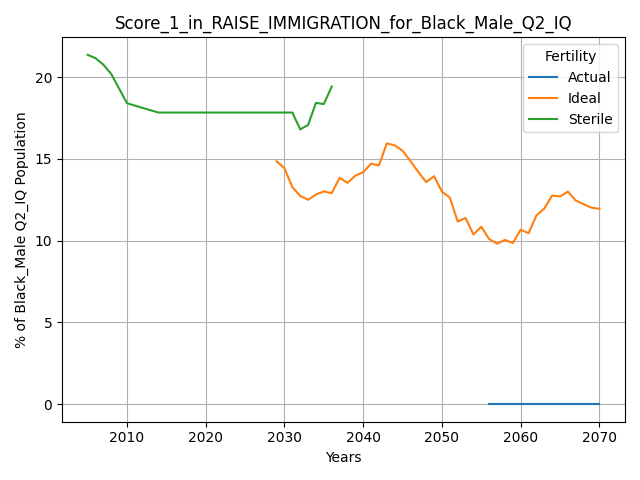 Score_1_in_RAISE_IMMIGRATION_for_Black_Male_Q2_IQ
Fertility
Actual
Ideal
Sterile
% of Black_Male Q2_IQ Population
20
15
10
5
0
2010 2020 2030 2040 2050 2060 2070
Years